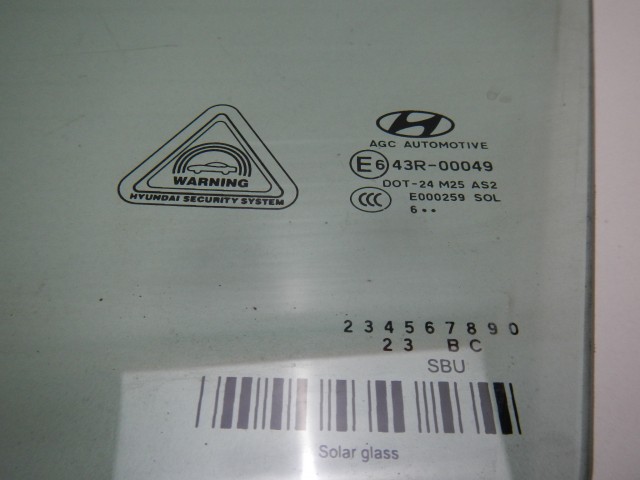 WARNING
HYUNDAI SECURITY SYSTEM
AGC AUTOMOTIVE
E6 43R-00049
DOT-24 M25 AS2
CCC E000259 SOL
6••
2 3 4 5 6 7 8 9 0
2 3 B C
SBU
Solar glass